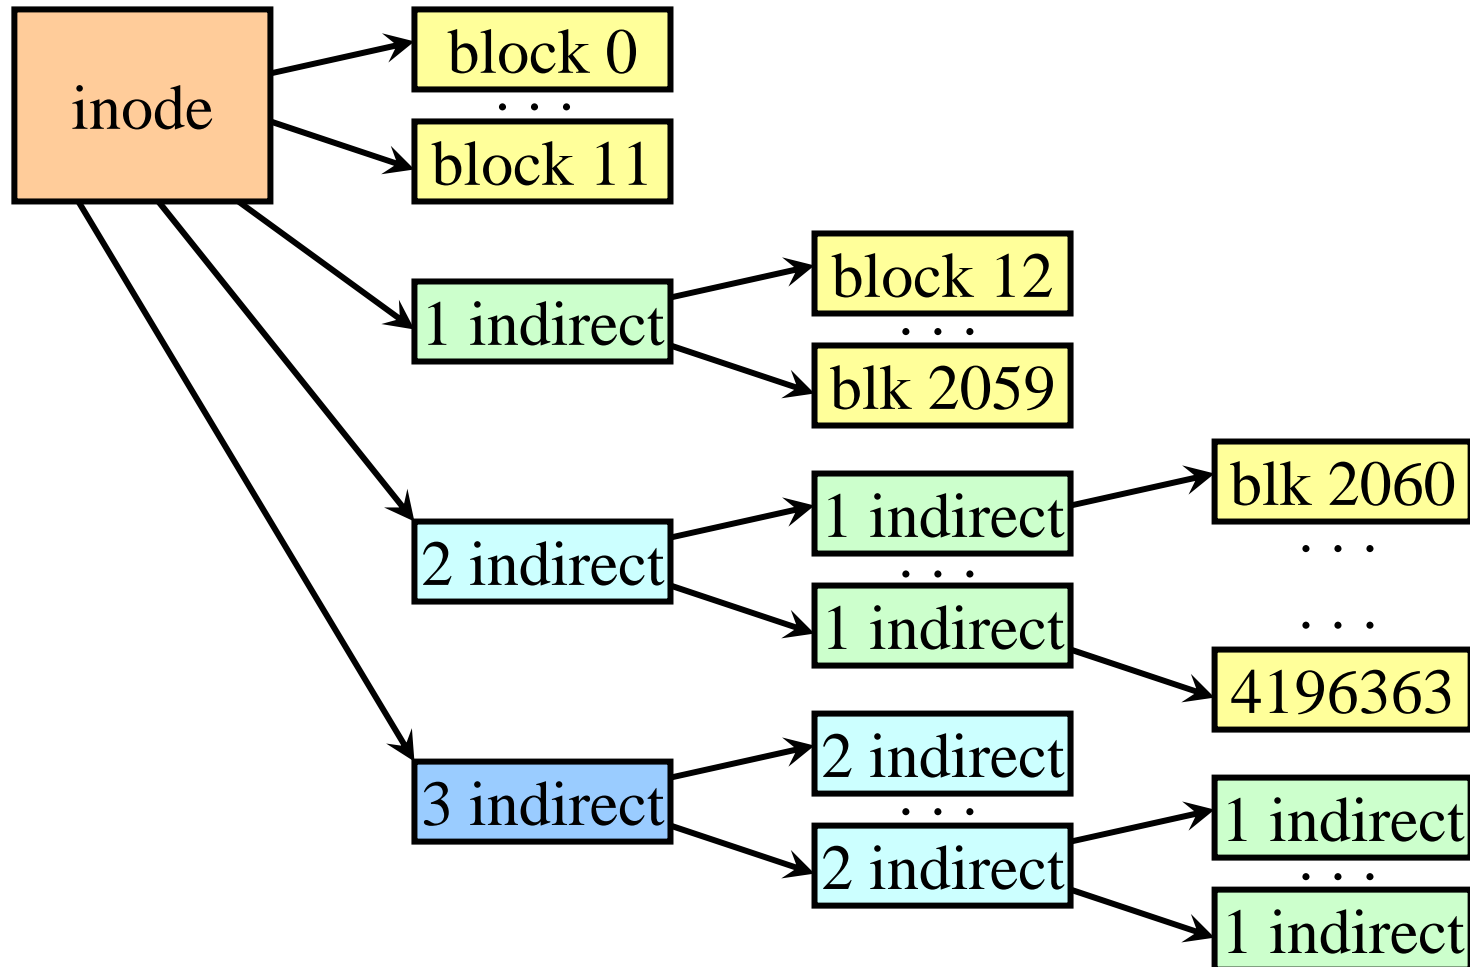 inode
block 0
. . .
block 11
1 indirect
block 12
. . .
blk 2059
2 indirect
1 indirect
. . .
1 indirect
blk 2060
. . .
. . .
4196363
3 indirect
2 indirect
. . .
2 indirect
1 indirect
. . .
1 indirect